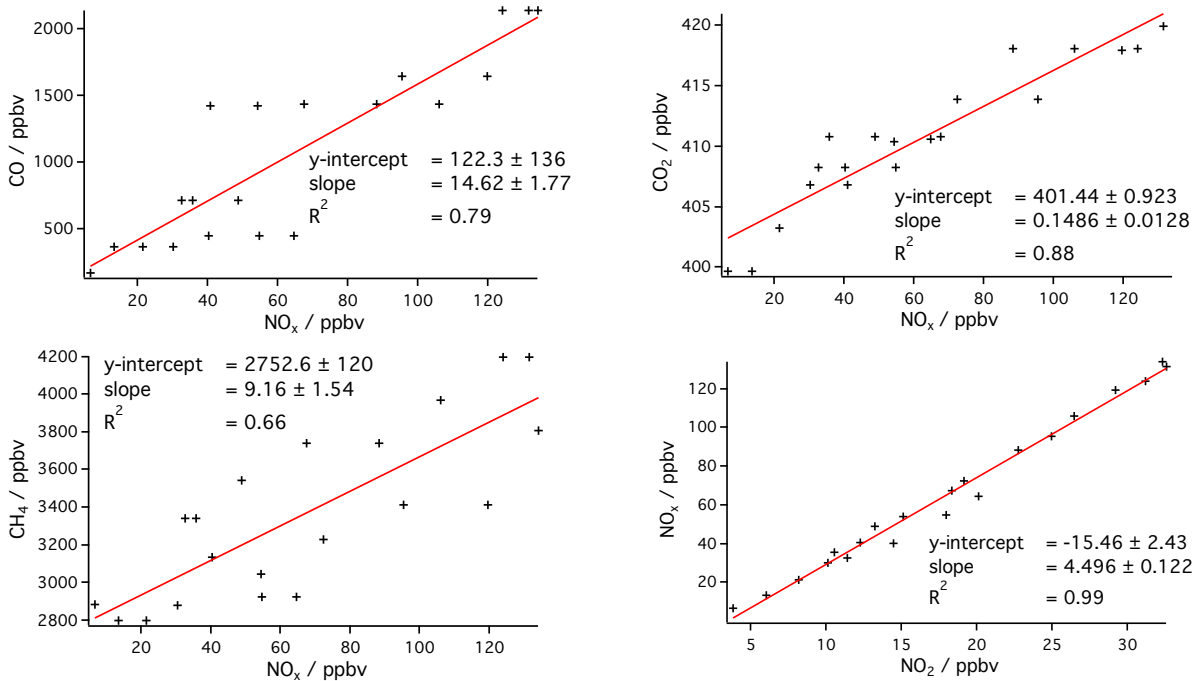 2000
1500
1000
500
CO / ppbv
y-intercept = 122.3 ± 136
slope = 14.62 ± 1.77
R² = 0.79
20 40 60 80 100 120
NOₓ / ppbv
420
415
410
405
400
CO₂ / ppbv
y-intercept = 401.44 ± 0.923
slope = 0.1486 ± 0.0128
R² = 0.88
20 40 60 80 100 120
NOₓ / ppbv
4200
4000
3800
3600
3400
3200
3000
2800
CH₄ / ppbv
y-intercept = 2752.6 ± 120
slope = 9.16 ± 1.54
R² = 0.66
20 40 60 80 100 120
NOₓ / ppbv
120
100
80
60
40
20
NOₓ / ppbv
y-intercept = -15.46 ± 2.43
slope = 4.496 ± 0.122
R² = 0.99
5 10 15 20 25 30
NO₂ / ppbv